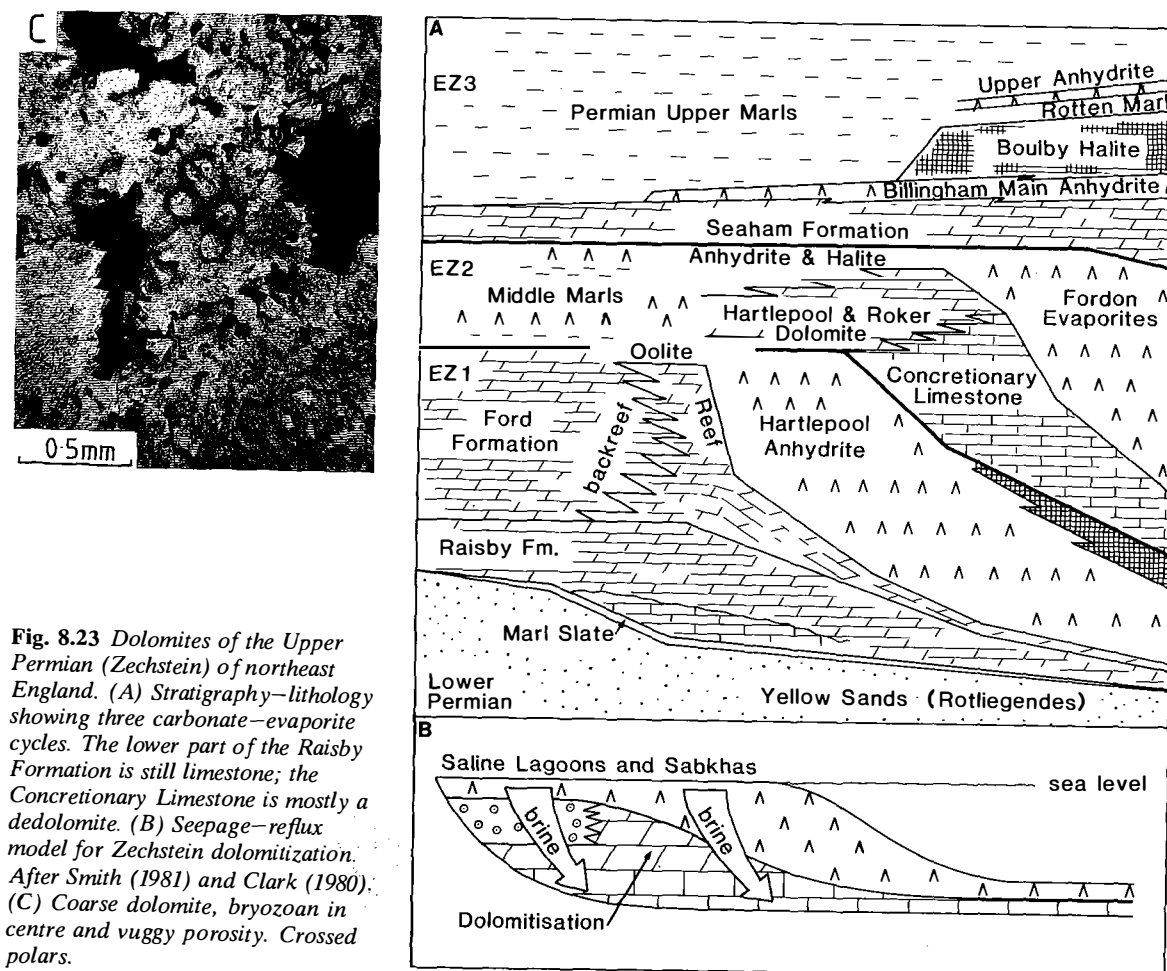 C
0·5mm
Fig. 8.23 Dolomites of the Upper
Permian (Zechstein) of northeast
England. (A) Stratigraphy–lithology
showing three carbonate–evaporite
cycles. The lower part of the Raisby
Formation is still limestone; the
Concretionary Limestone is mostly a
dedolomite. (B) Seepage–reflux
model for Zechstein dolomitization.
After Smith (1981) and Clark (1980).
(C) Coarse dolomite, bryozoan in
centre and vuggy porosity. Crossed
polars.
A
EZ3
Permian Upper Marls
Upper Anhydrite
Rotten Marl
Boulby Halite
Billingham Main Anhydrite
Seaham Formation
EZ2
Anhydrite & Halite
Middle Marls
Hartlepool & Roker
Dolomite
Fordon
Evaporites
Oolite
EZ1
Ford
Formation
backreef
Reef
Hartlepool
Anhydrite
Concretionary
Limestone
Raisby Fm.
Marl Slate
Lower
Permian
Yellow Sands (Rotliegendes)
B
Saline Lagoons and Sabkhas
sea level
brine
brine
Dolomitisation